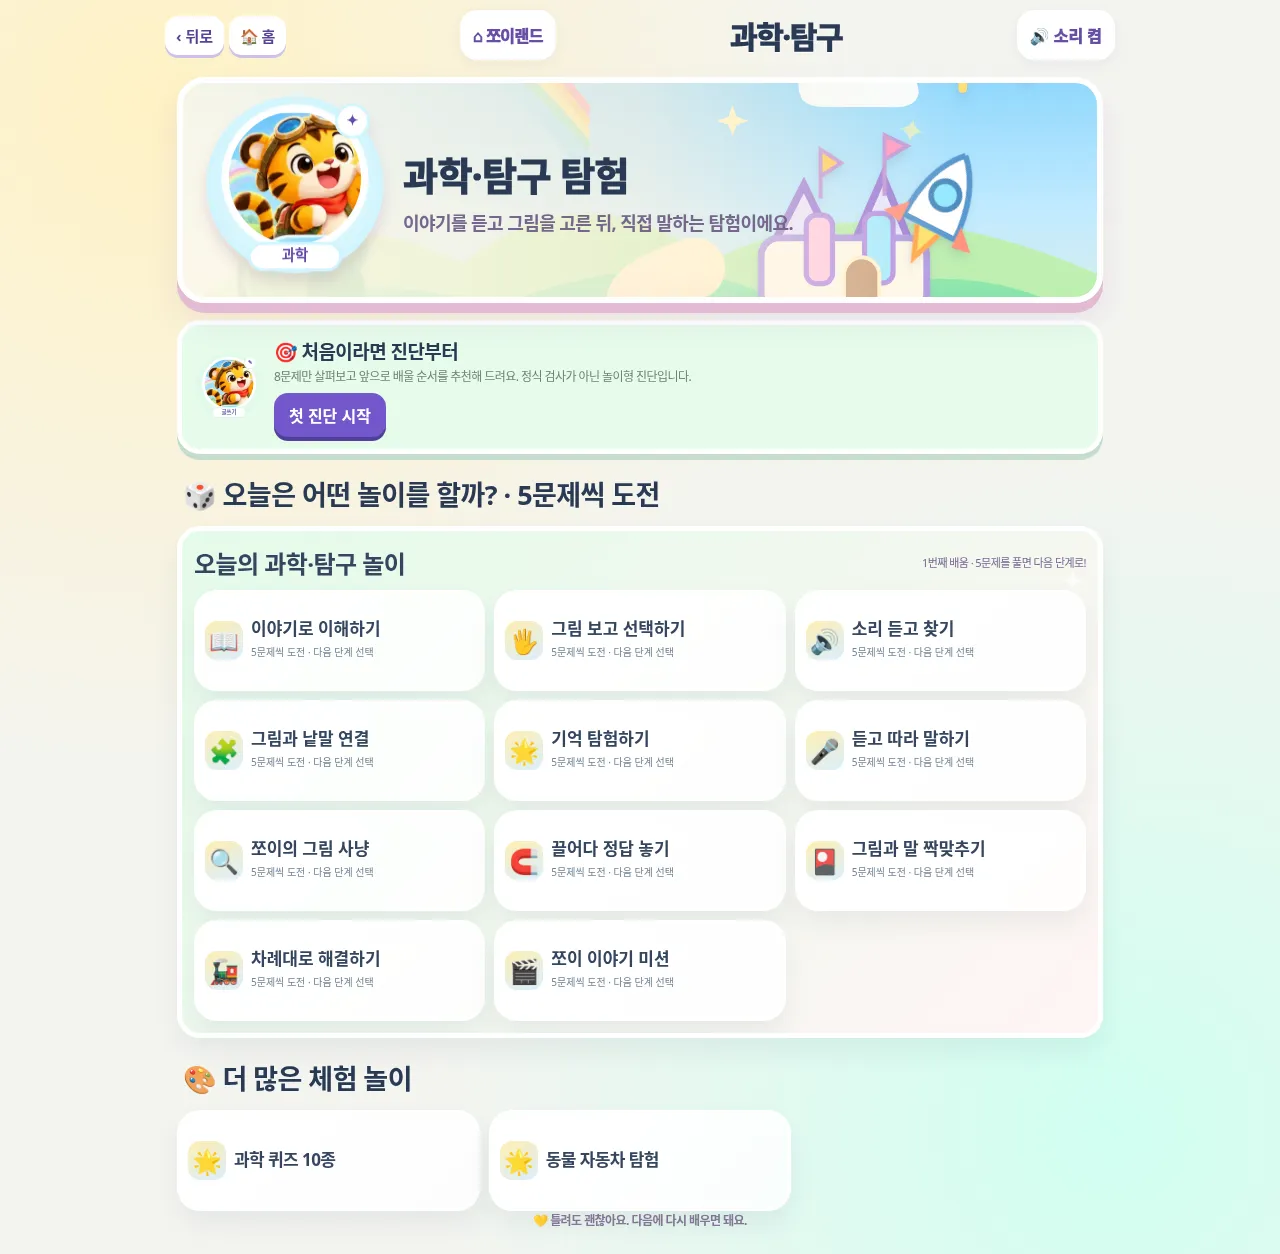 ‹ 뒤로
🏠 홈
⌂ 쪼이랜드
과학·탐구
🔊 소리 켬
✦
과학
과학·탐구 탐험
이야기를 듣고 그림을 고른 뒤, 직접 말하는 탐험이에요.
글쓰기
🎯 처음이라면 진단부터
8문제만 살펴보고 앞으로 배울 순서를 추천해 드려요. 정식 검사가 아닌 놀이형 진단입니다.
첫 진단 시작
🎲 오늘은 어떤 놀이를 할까? · 5문제씩 도전
오늘의 과학·탐구 놀이
1번째 배움 · 5문제를 풀면 다음 단계로!
이야기로 이해하기
5문제씩 도전 · 다음 단계 선택
그림 보고 선택하기
5문제씩 도전 · 다음 단계 선택
소리 듣고 찾기
5문제씩 도전 · 다음 단계 선택
그림과 낱말 연결
5문제씩 도전 · 다음 단계 선택
기억 탐험하기
5문제씩 도전 · 다음 단계 선택
듣고 따라 말하기
5문제씩 도전 · 다음 단계 선택
쪼이의 그림 사냥
5문제씩 도전 · 다음 단계 선택
끌어다 정답 놓기
5문제씩 도전 · 다음 단계 선택
그림과 말 짝맞추기
5문제씩 도전 · 다음 단계 선택
차례대로 해결하기
5문제씩 도전 · 다음 단계 선택
쪼이 이야기 미션
5문제씩 도전 · 다음 단계 선택
🎨 더 많은 체험 놀이
과학 퀴즈 10종
동물 자동차 탐험
💛 틀려도 괜찮아요. 다음에 다시 배우면 돼요.